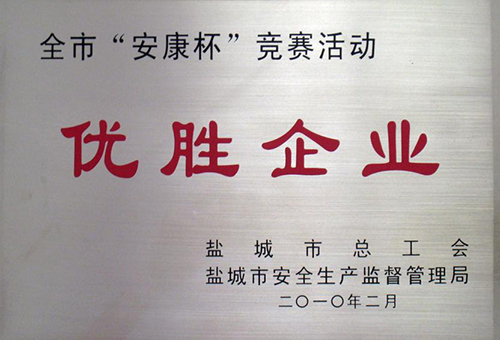 全市“安康杯”竞赛活动
优胜企业
盐城市总工会
盐城市安全生产监督管理局
二〇一〇年二月